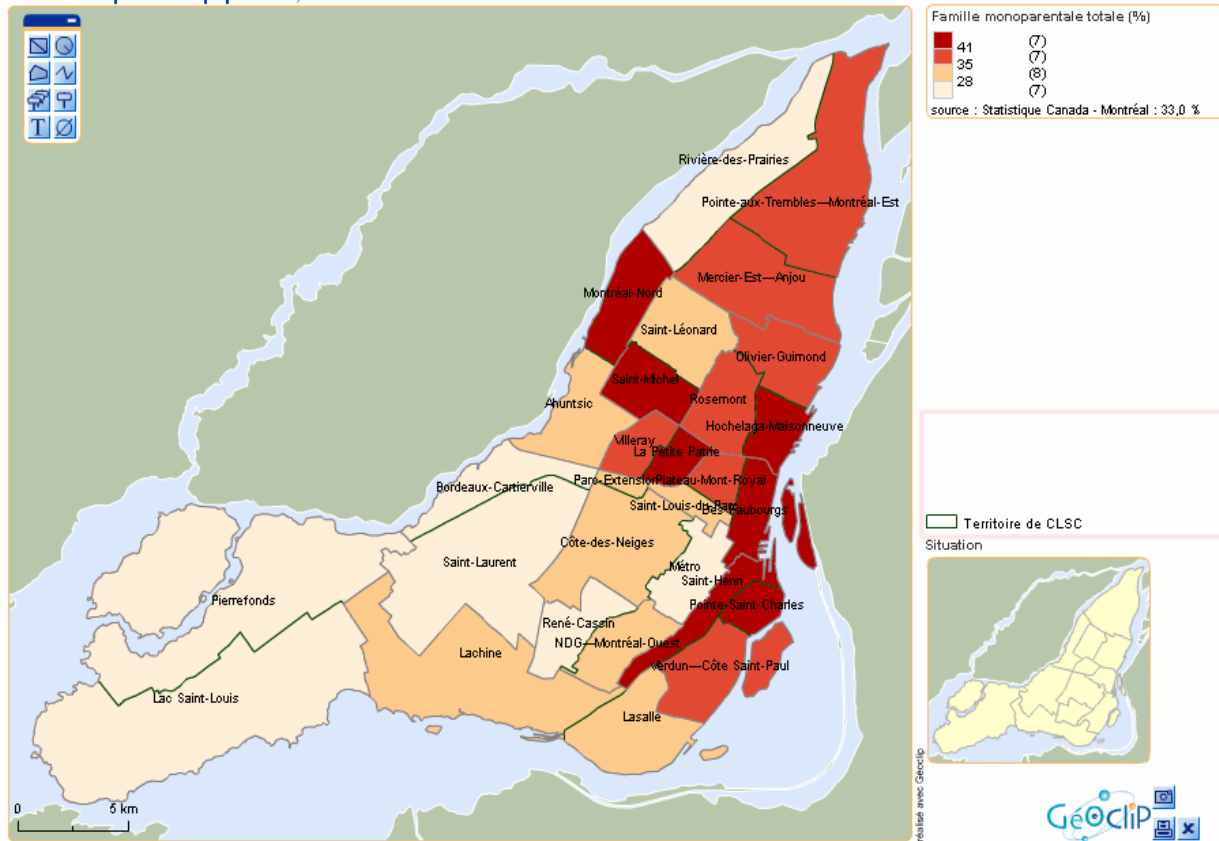 Famille monoparentale totale (%)
41 (7)
35 (7)
28 (8)
(7)
source : Statistique Canada - Montréal : 33,0 %
T
Rivière-des-Prairies
Pointe-aux-Trembles—Montréal-Est
Mercier-Est—Anjou
Montréal-Nord
Saint-Léonard
Olivier-Guimond
Saint-Michel
Ahuntsic
Rosemont
Hochelaga-Maisonneuve
Villeray
La Petite Patrie
Parc-Extension
Plateau-Mont-Royal
Bordeaux-Cartierville
Saint-Louis-du-Parc
Des Faubourgs
Côte-des-Neiges
Saint-Laurent
Métro
Saint-Henri
Pierrefonds
Pointe-Saint-Charles
René-Cassin
NDG—Montréal-Ouest
Lachine
Verdun—Côte Saint-Paul
Lac Saint-Louis
Lasalle
0 5 km
Territoire de CLSC
Situation
réalisé avec Géoclip
Géoclip